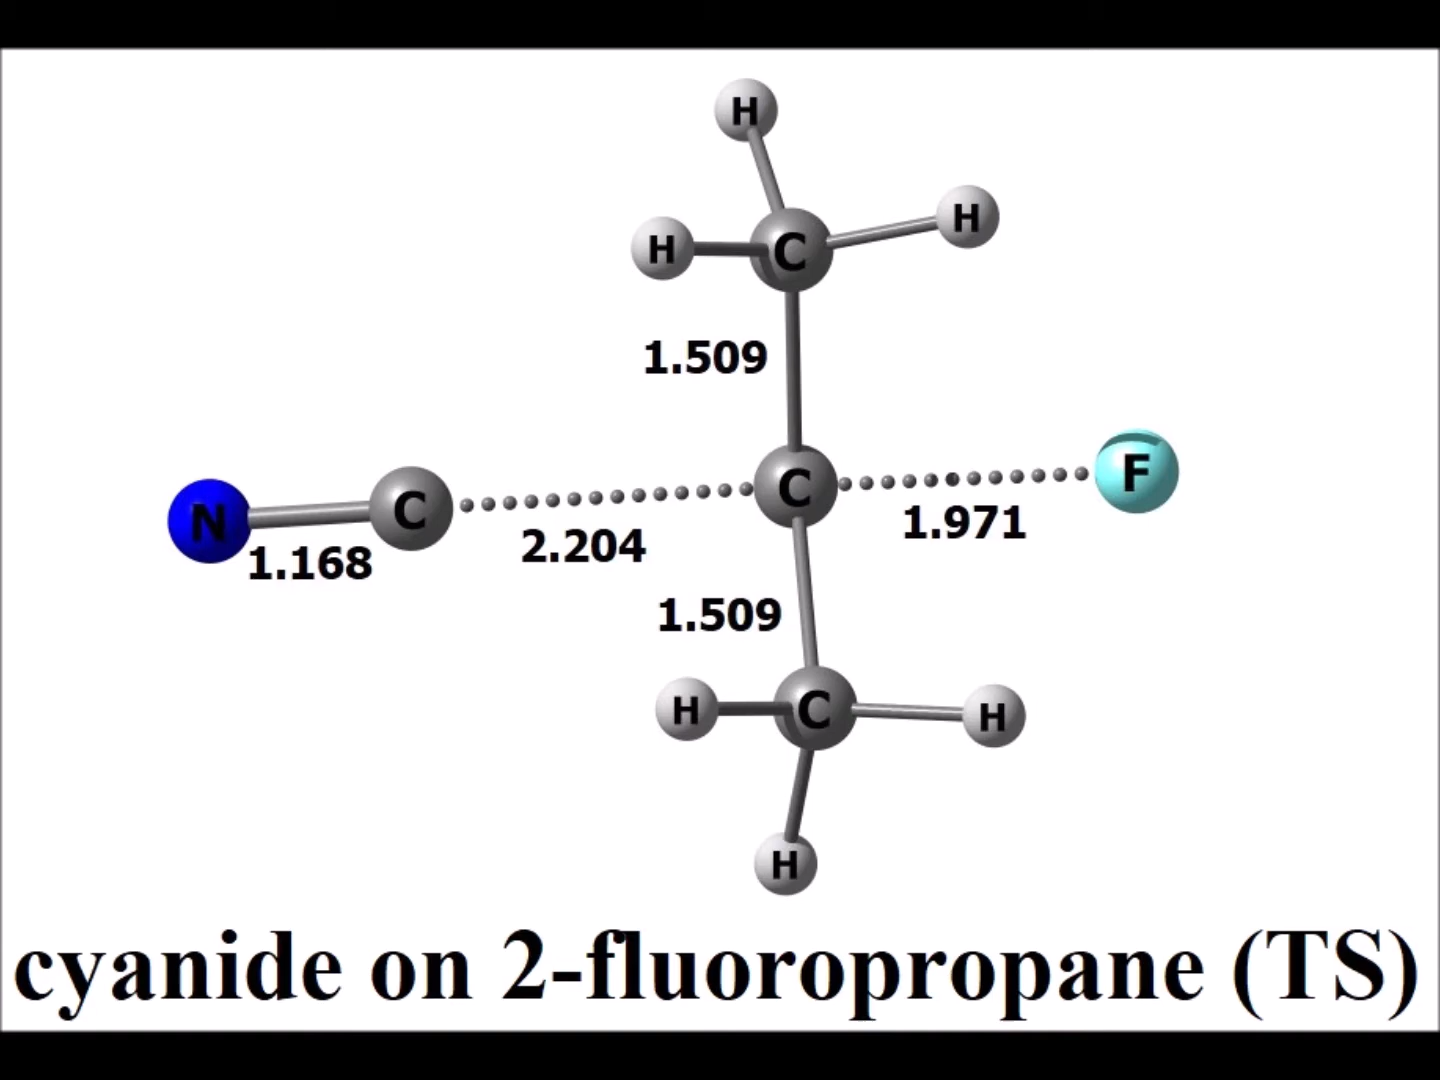 H
H
H
C
1.509
N
C
C
F
1.168
2.204
1.971
1.509
H
C
H
H
cyanide on 2-fluoropropane (TS)